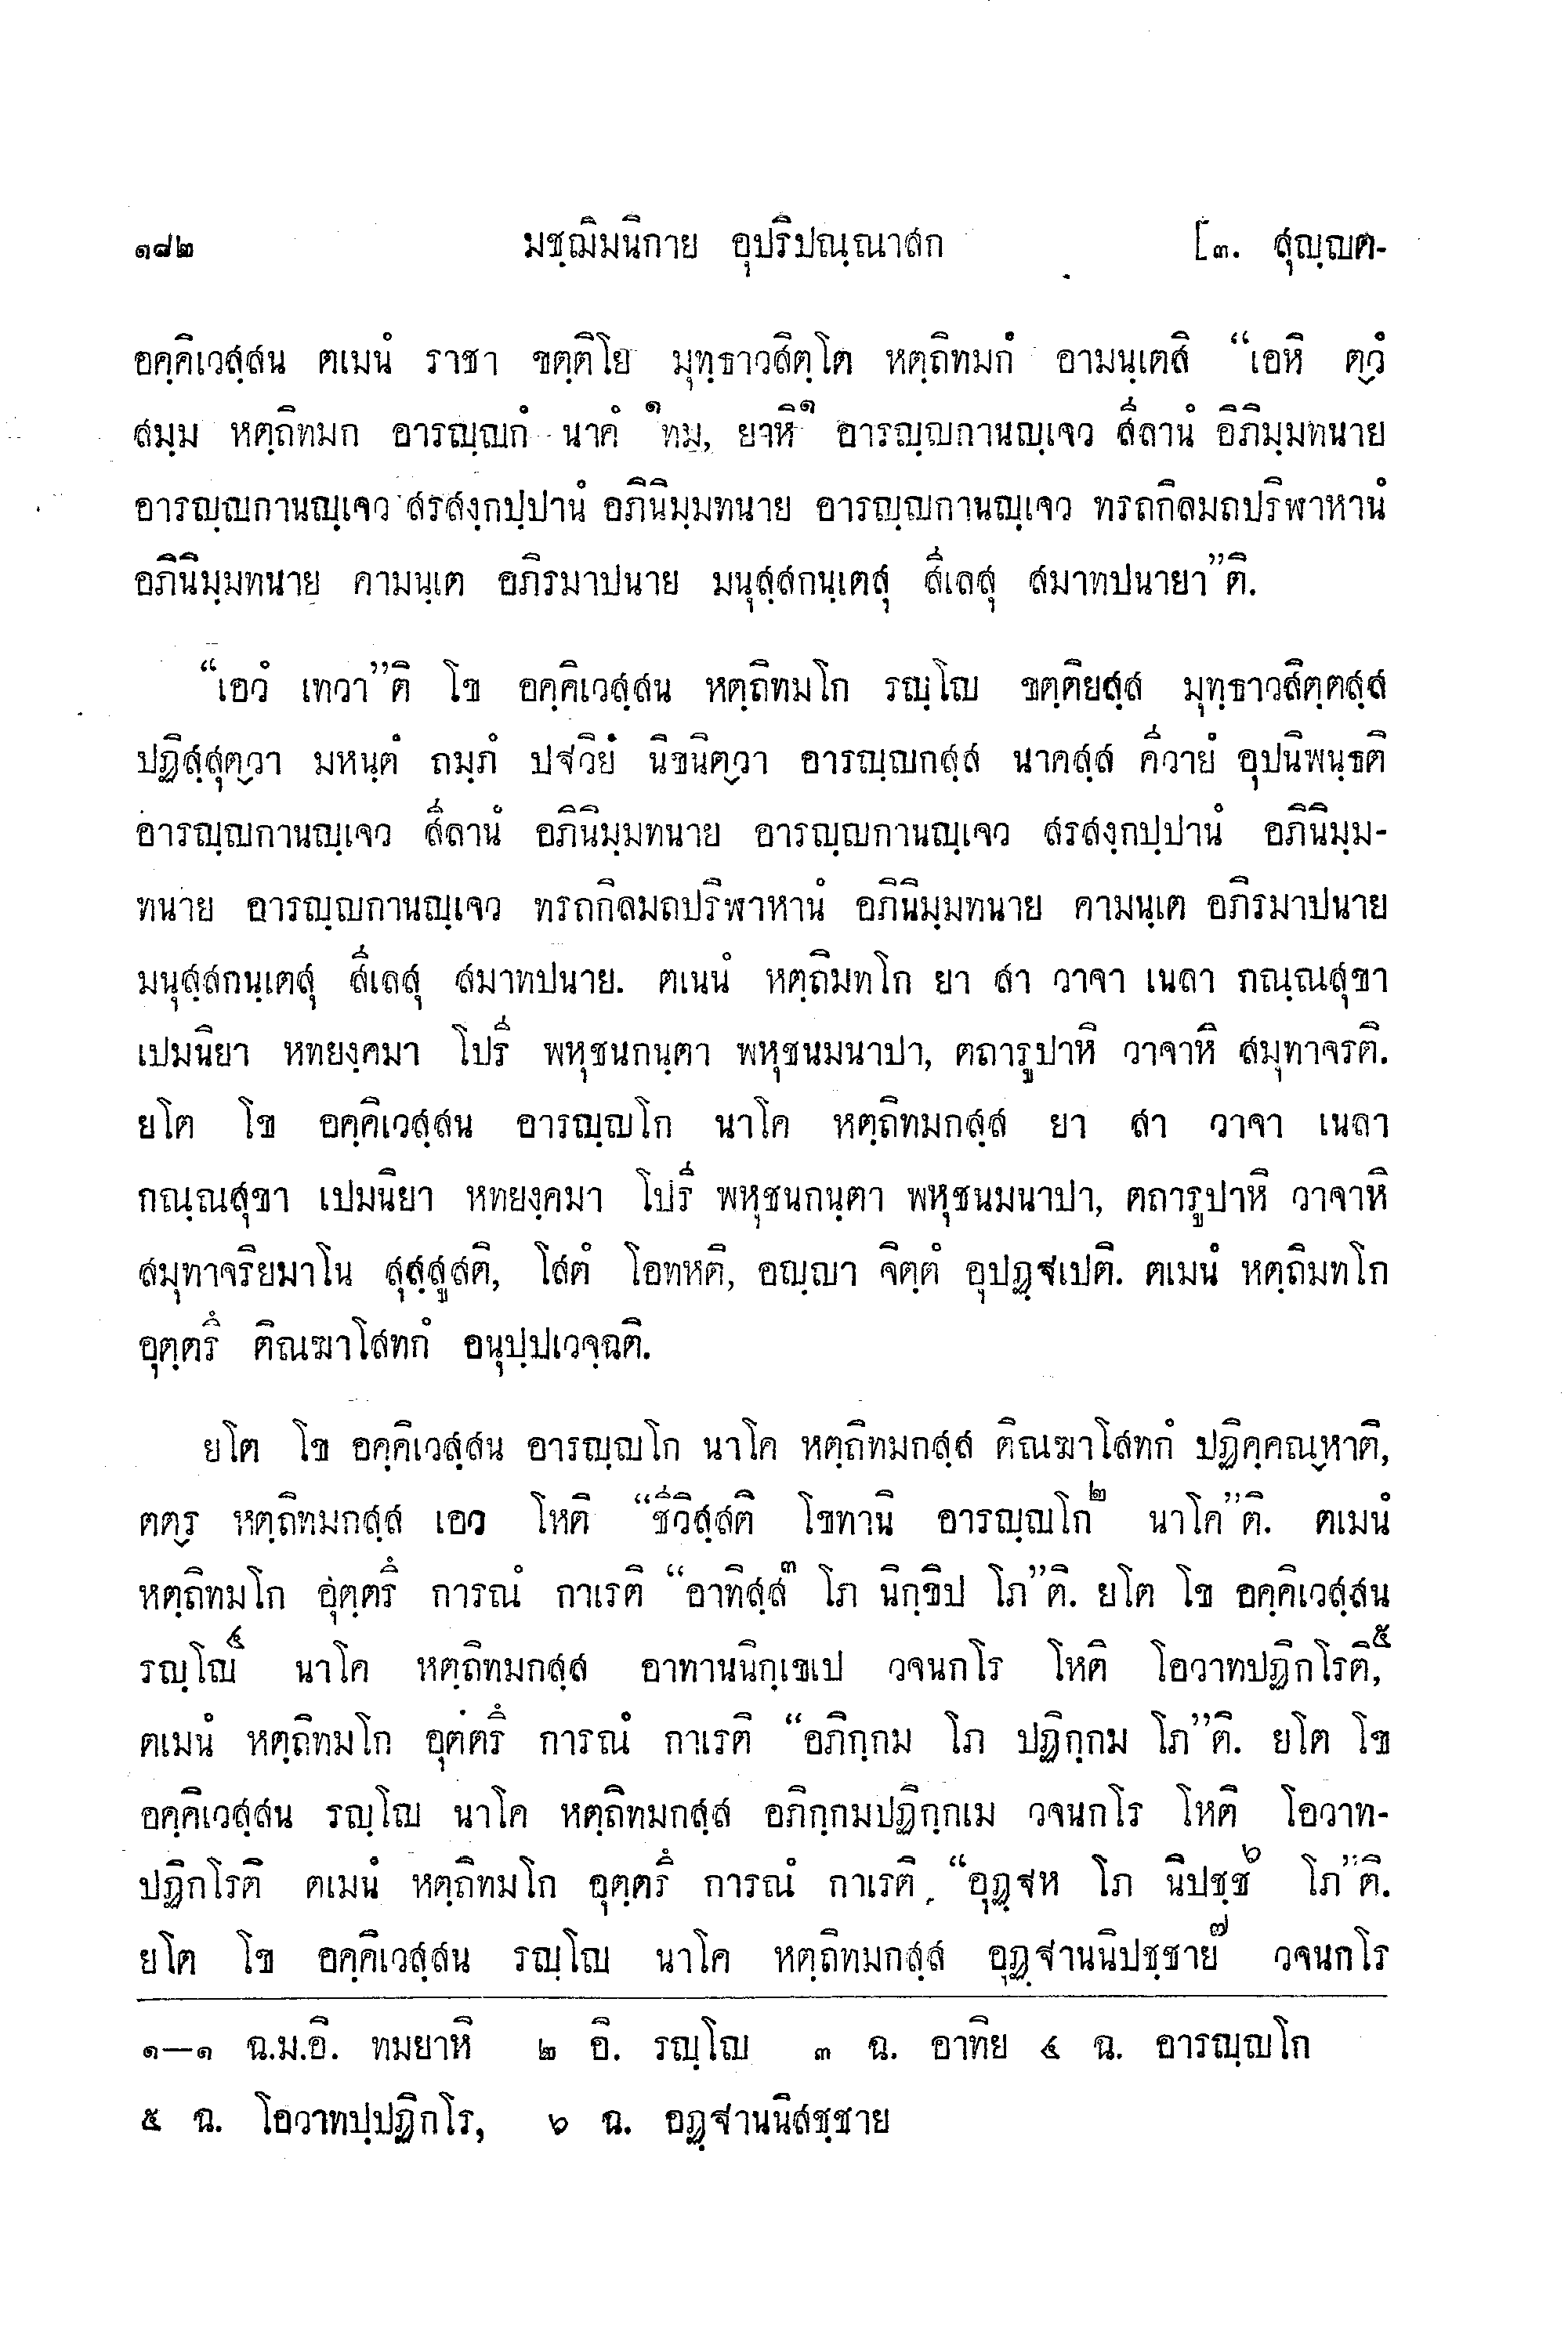 ๑๘๒ มชฺฌิมนิกาย อุปริปณฺณาสก [๓. สุญฺญต-
อคฺคิเวสฺสน ตเมนํ ราชา ขตฺติโย มุทฺธาวสิตฺโต หตฺถิทมกํ อามนฺเตสิ “เอหิ ตฺวํ
สมฺม หตฺถิทมก อารญฺญกํ นาคํ ๑ทม, ยาหิ๑ อารญฺญกานญฺเจว สีลานํ อิภิมฺมทนาย
อารญฺญกานญฺเจว สรสงฺกปฺปานํ อภินิมฺมทนาย อารญฺญกานญฺเจว ทรถกิลมถปริฬาหานํ
อภินิมฺมทนาย คามนฺเต อภิรมาปนาย มนุสฺสกนฺเตสุ สีเลสุ สมาทปนายา”ติ.
“เอวํ เทวา”ติ โข อคฺคิเวสฺสน หตฺถิทมโก รญฺโญ ขตฺติยสฺส มุทฺธาวสิตฺตสฺส
ปฏิสฺสุตฺวา มหนฺตํ ถมฺภํ ปฐวิยํ นิขนิตฺวา อารญฺญกสฺส นาคสฺส คีวายํ อุปนิพนฺธติ
อารญฺญกานญฺเจว สีลานํ อภินิมฺมทนาย อารญฺญกานญฺเจว สรสงฺกปฺปานํ อภินิมฺม-
ทนาย อารญฺญกานญฺเจว ทรถกิลมถปริฬาหานํ อภินิมฺมทนาย คามนฺเต อภิรมาปนาย
มนุสฺสกนฺเตสุ สีเลสุ สมาทปนาย. ตเนนํ หตฺถิมทโก ยา สา วาจา เนลา กณฺณสุขา
เปมนิยา หทยงฺคมา โปรี พหุชนกนฺตา พหุชนมนาปา, ตถารูปาหิ วาจาหิ สมุทาจรติ.
ยโต โข อคฺคิเวสฺสน อารญฺญโก นาโค หตฺถิทมกสฺส ยา สา วาจา เนลา
กณฺณสุขา เปมนิยา หทยงฺคมา โปรี พหุชนกนฺตา พหุชนมนาปา, ตถารูปาหิ วาจาหิ
สมุทาจริยมาโน สุสฺสูสติ, โสตํ โอทหติ, อญฺญา จิตฺตํ อุปฏฺฐเปติ. ตเมนํ หตฺถิมทโก
อุตฺตรึ ติณฆาโสทกํ อนุปฺปเวจฺฉติ.
ยโต โข อคฺคิเวสฺสน อารญฺญโก นาโค หตฺถิทมกสฺส ติณฆาโสทกํ ปฏิคฺคณฺหาติ,
ตตฺร หตฺถิทมกสฺส เอว โหติ “ชีวิสฺสติ โขทานิ อารญฺญโก๒ นาโค”ติ. ตเมนํ
หตฺถิทมโก อุตฺตรึ การณํ กาเรติ “อาทิสฺส๓ โภ นิกฺขิป โภ”ติ. ยโต โข อคฺคิเวสฺสน
รญฺโญ๔ นาโค หตฺถิทมกสฺส อาทานนิกฺเขเป วจนกโร โหติ โอวาทปฏิกโรติ,๕
ตเมนํ หตฺถิทมโก อุตฺตรึ การณํ กาเรติ “อภิกฺกม โภ ปฏิกฺกม โภ”ติ. ยโต โข
อคฺคิเวสฺสน รญฺโญ นาโค หตฺถิทมกสฺส อภิกฺกมปฏิกฺกเม วจนกโร โหติ โอวาท-
ปฏิกโรติ ตเมนํ หตฺถิทมโก อุตฺตรึ การณํ กาเรติ “อุฏฺฐห โภ นิปชฺช๖ โภ”ติ.
ยโต โข อคฺคิเวสฺสน รญฺโญ นาโค หตฺถิทมกสฺส อุฏฺฐานนิปชฺชาย๗ วจนกโร
๑—๑ ฉ.ม.อิ. ทมยาหิ ๒ อิ. รญฺโญ ๓ ฉ. อาทิย ๔ ฉ. อารญฺญโก
๕ ฉ. โอวาทปฺปฏิกโร, ๖ ฉ. อฏฺฐานนิสชฺชาย